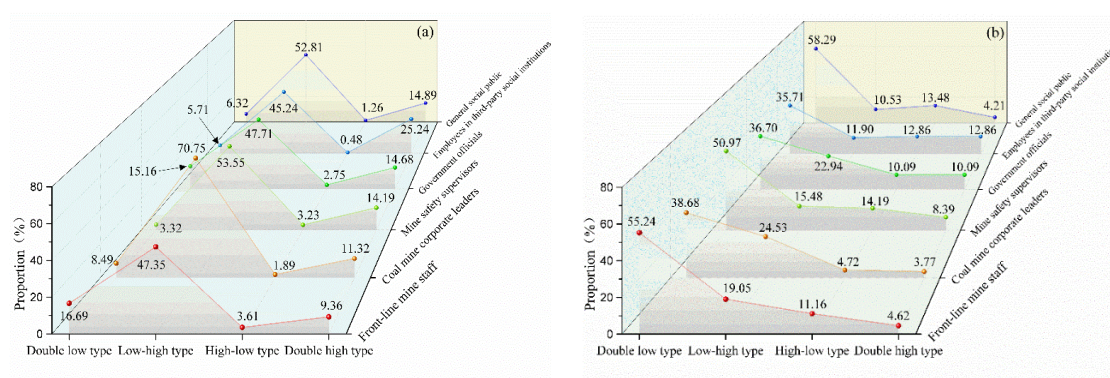 (a)
52.81
6.32
45.24
1.26
14.89
5.71
47.71
0.48
25.24
70.75
53.55
15.16
2.75
14.68
3.32
3.23
14.19
8.49
47.35
1.89
11.32
16.69
3.61
9.36
80
60
40
20
0
Proportion (%)
Double low type
Low-high type
High-low type
Double high type
Front-line mine staff
Coal mine corporate leaders
Mine safety supervisors
Government officials
Employees in third-party social institutions
General social public
(b)
58.29
10.53
13.48
4.21
35.71
11.90
12.86
12.86
36.70
22.94
10.09
10.09
50.97
15.48
14.19
8.39
38.68
24.53
4.72
3.77
55.24
19.05
11.16
4.62
80
60
40
20
0
Proportion (%)
Double low type
Low-high type
High-low type
Double high type
Front-line mine staff
Coal mine corporate leaders
Mine safety supervisors
Government officials
Employees in third-party social
General social public